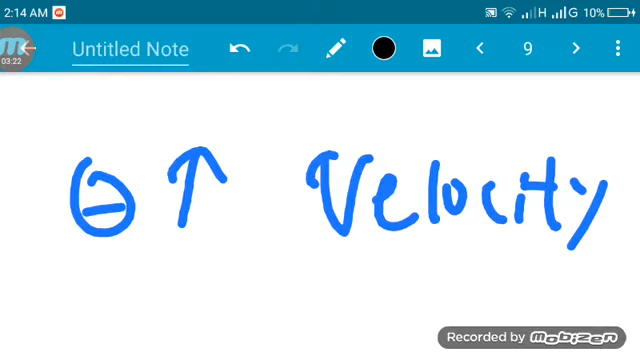 2:14 AM H G 10%
03:22 Untitled Note 9
θ ↑ Velocity
Recorded by mobizen